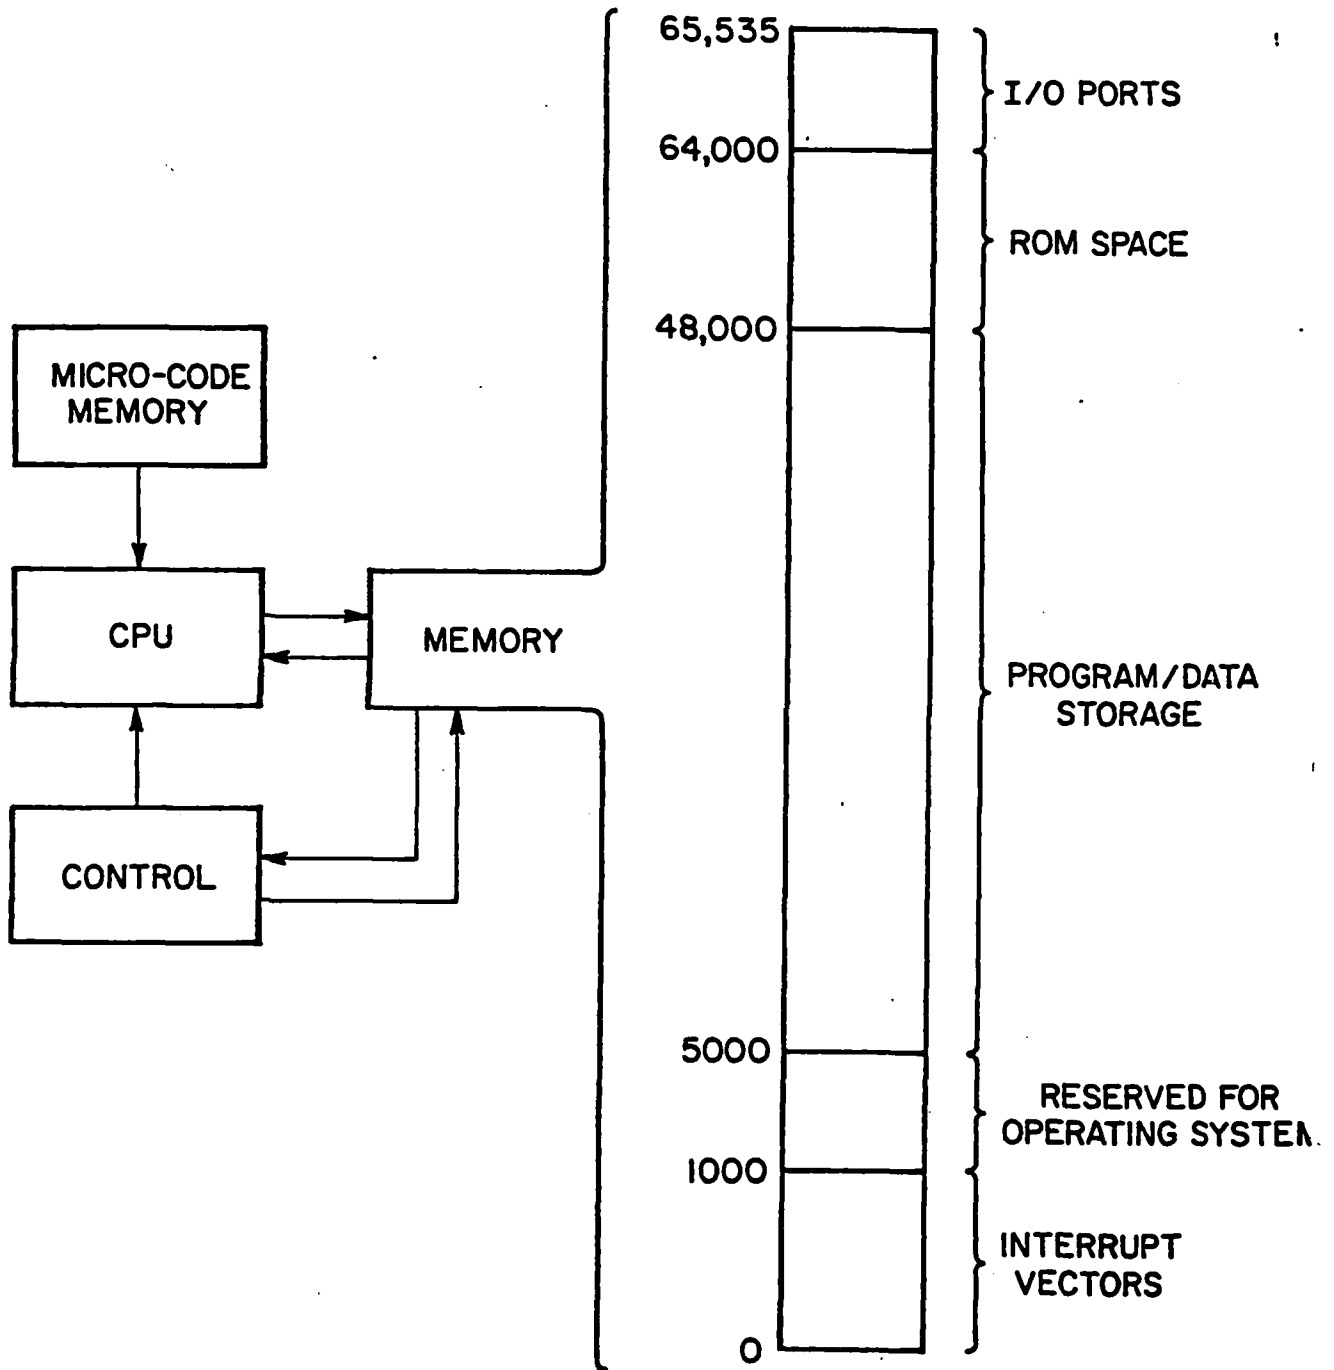 65,535
I/O PORTS
64,000
ROM SPACE
48,000
MICRO-CODE
MEMORY
CPU
MEMORY
PROGRAM/DATA
STORAGE
CONTROL
5000
RESERVED FOR
OPERATING SYSTEM
1000
INTERRUPT
VECTORS
0